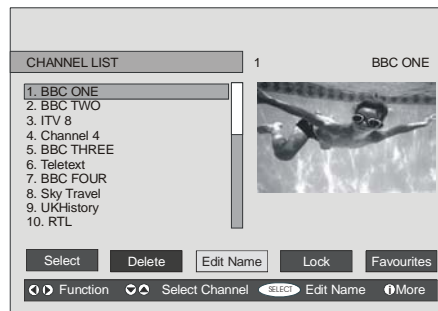 CHANNEL LIST 1 BBC ONE
1. BBC ONE
2. BBC TWO
3. ITV 8
4. Channel 4
5. BBC THREE
6. Teletext
7. BBC FOUR
8. Sky Travel
9. UKHistory
10. RTL
Select Delete Edit Name Lock Favourites
Function Select Channel SELECT Edit Name i More